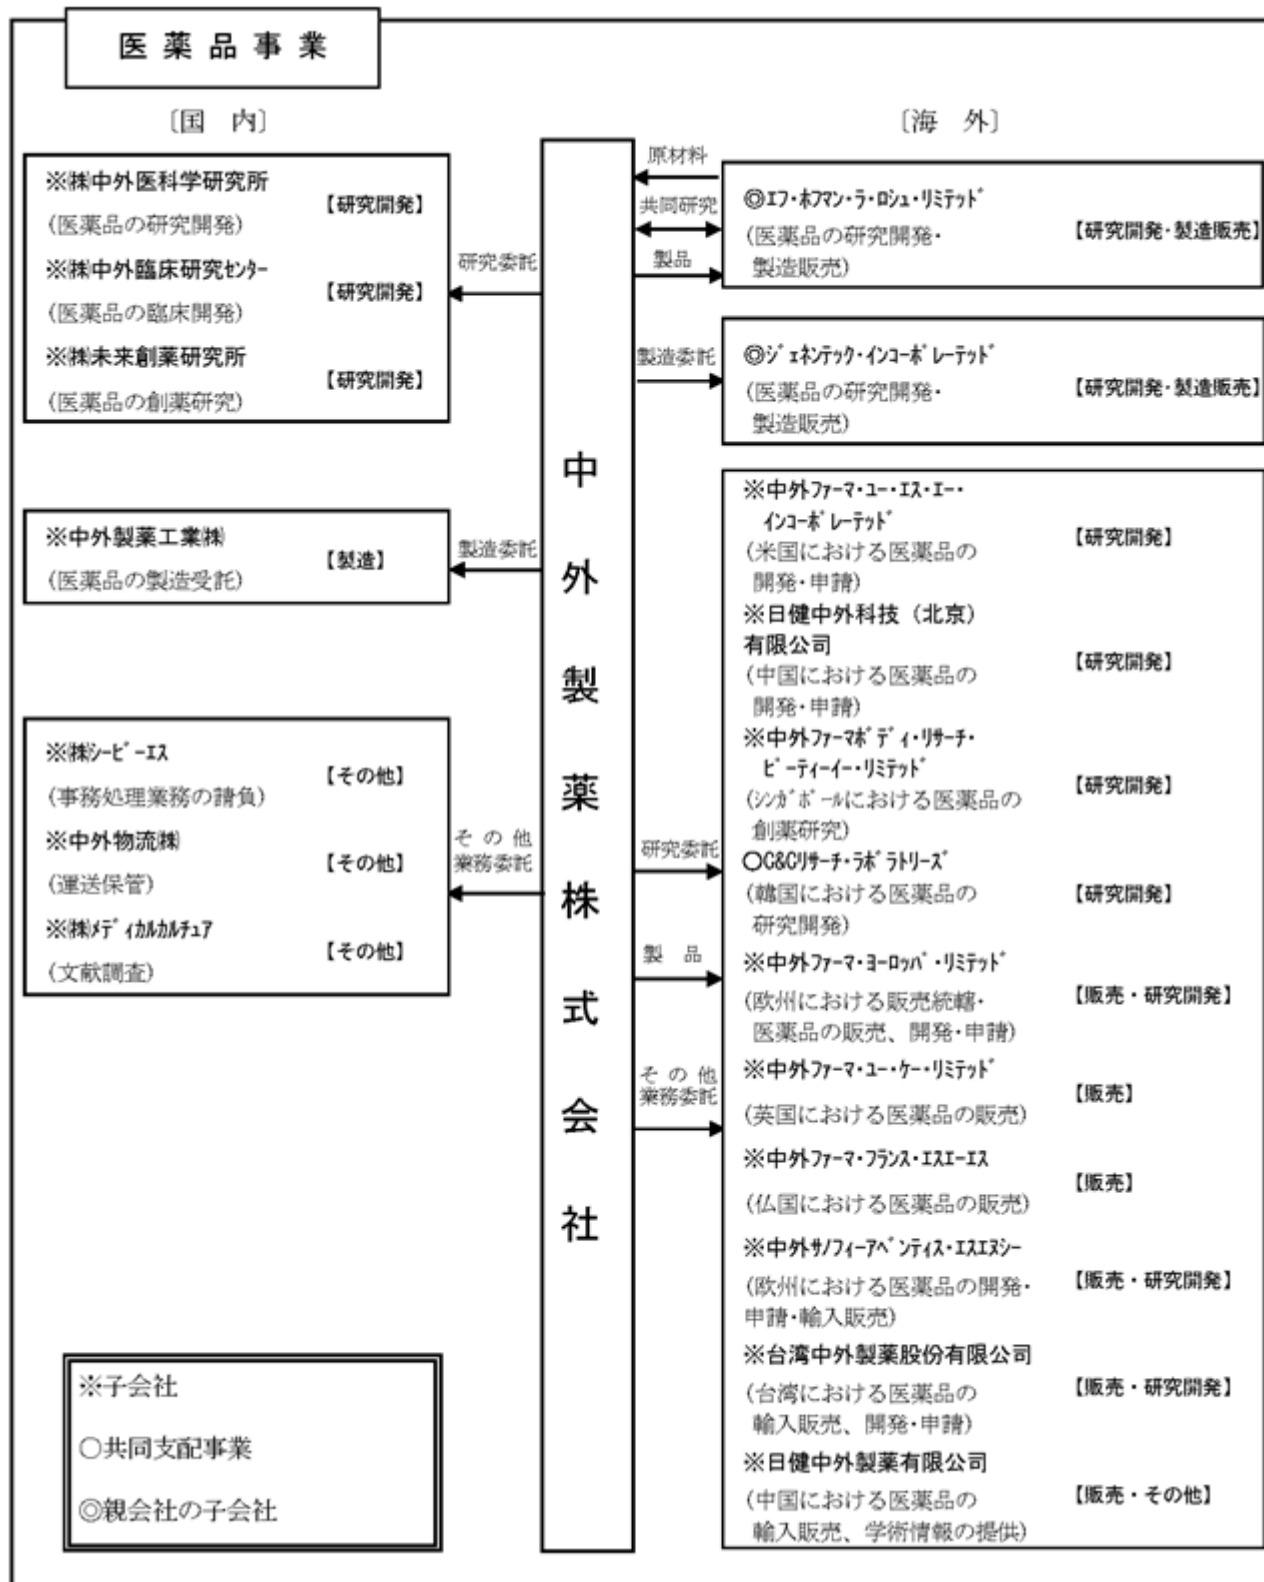 医薬品事業
〔国 内〕
※㈱中外医科学研究所
【研究開発】
(医薬品の研究開発)
※㈱中外臨床研究ｾﾝﾀｰ
【研究開発】
(医薬品の臨床開発)
※㈱未来創薬研究所
【研究開発】
(医薬品の創薬研究)
研究委託
※中外製薬工業㈱
【製造】
(医薬品の製造受託)
製造委託
※㈱ｼｰﾋﾞｰｴｽ
【その他】
(事務処理業務の請負)
※中外物流㈱
【その他】
(運送保管)
※㈱ﾒﾃﾞｨｶﾙｶﾙﾁｭｱ
【その他】
(文献調査)
その他
業務委託
※子会社
○共同支配事業
◎親会社の子会社
中外製薬株式会社
〔海 外〕
原材料
共同研究
製品
◎ｴﾌ･ﾎﾌﾏﾝ･ﾗ･ﾛｼｭ･ﾘﾐﾃｯﾄﾞ
(医薬品の研究開発･
製造販売)
【研究開発･製造販売】
製造委託
◎ｼﾞｪﾈﾝﾃｯｸ･ｲﾝｺｰﾎﾟﾚｰﾃｯﾄﾞ
(医薬品の研究開発･
製造販売)
【研究開発･製造販売】
研究委託
製 品
その他
業務委託
※中外ﾌｧｰﾏ･ﾕｰ･ｴｽ･ｴｰ･
ｲﾝｺｰﾎﾟﾚｰﾃｯﾄﾞ
(米国における医薬品の
開発･申請)
【研究開発】
※日健中外科技（北京）
有限公司
(中国における医薬品の
開発･申請)
【研究開発】
※中外ﾌｧｰﾏﾎﾞﾃﾞｨ･ﾘｻｰﾁ･
ﾋﾟｰﾃｨｰｲｰ･ﾘﾐﾃｯﾄﾞ
(ｼﾝｶﾞﾎﾟｰﾙにおける医薬品の
創薬研究)
【研究開発】
○C&Cﾘｻｰﾁ･ﾗﾎﾞﾗﾄﾘｰｽﾞ
(韓国における医薬品の
研究開発)
【研究開発】
※中外ﾌｧｰﾏ･ﾖｰﾛｯﾊﾟ･ﾘﾐﾃｯﾄﾞ
(欧州における販売統轄･
医薬品の販売、開発･申請)
【販売・研究開発】
※中外ﾌｧｰﾏ･ﾕｰ･ｹｰ･ﾘﾐﾃｯﾄﾞ
(英国における医薬品の販売)
【販売】
※中外ﾌｧｰﾏ･ﾌﾗﾝｽ･ｴｽｴｰｴｽ
(仏国における医薬品の販売)
【販売】
※中外ｻﾉﾌｨｰｱﾍﾞﾝﾃｨｽ･ｴｽｴﾇｼｰ
(欧州における医薬品の開発･
申請･輸入販売)
【販売・研究開発】
※台湾中外製薬股份有限公司
(台湾における医薬品の
輸入販売、開発･申請)
【販売・研究開発】
※日健中外製薬有限公司
(中国における医薬品の
輸入販売、学術情報の提供)
【販売・その他】